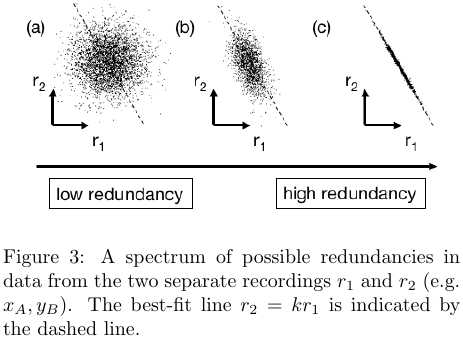 (a) (b) (c)
r2 r2 r2
r1 r1 r1
low redundancy high redundancy
Figure 3: A spectrum of possible redundancies in
data from the two separate recordings r1 and r2 (e.g.
xA, yB). The best-fit line r2 = kr1 is indicated by
the dashed line.